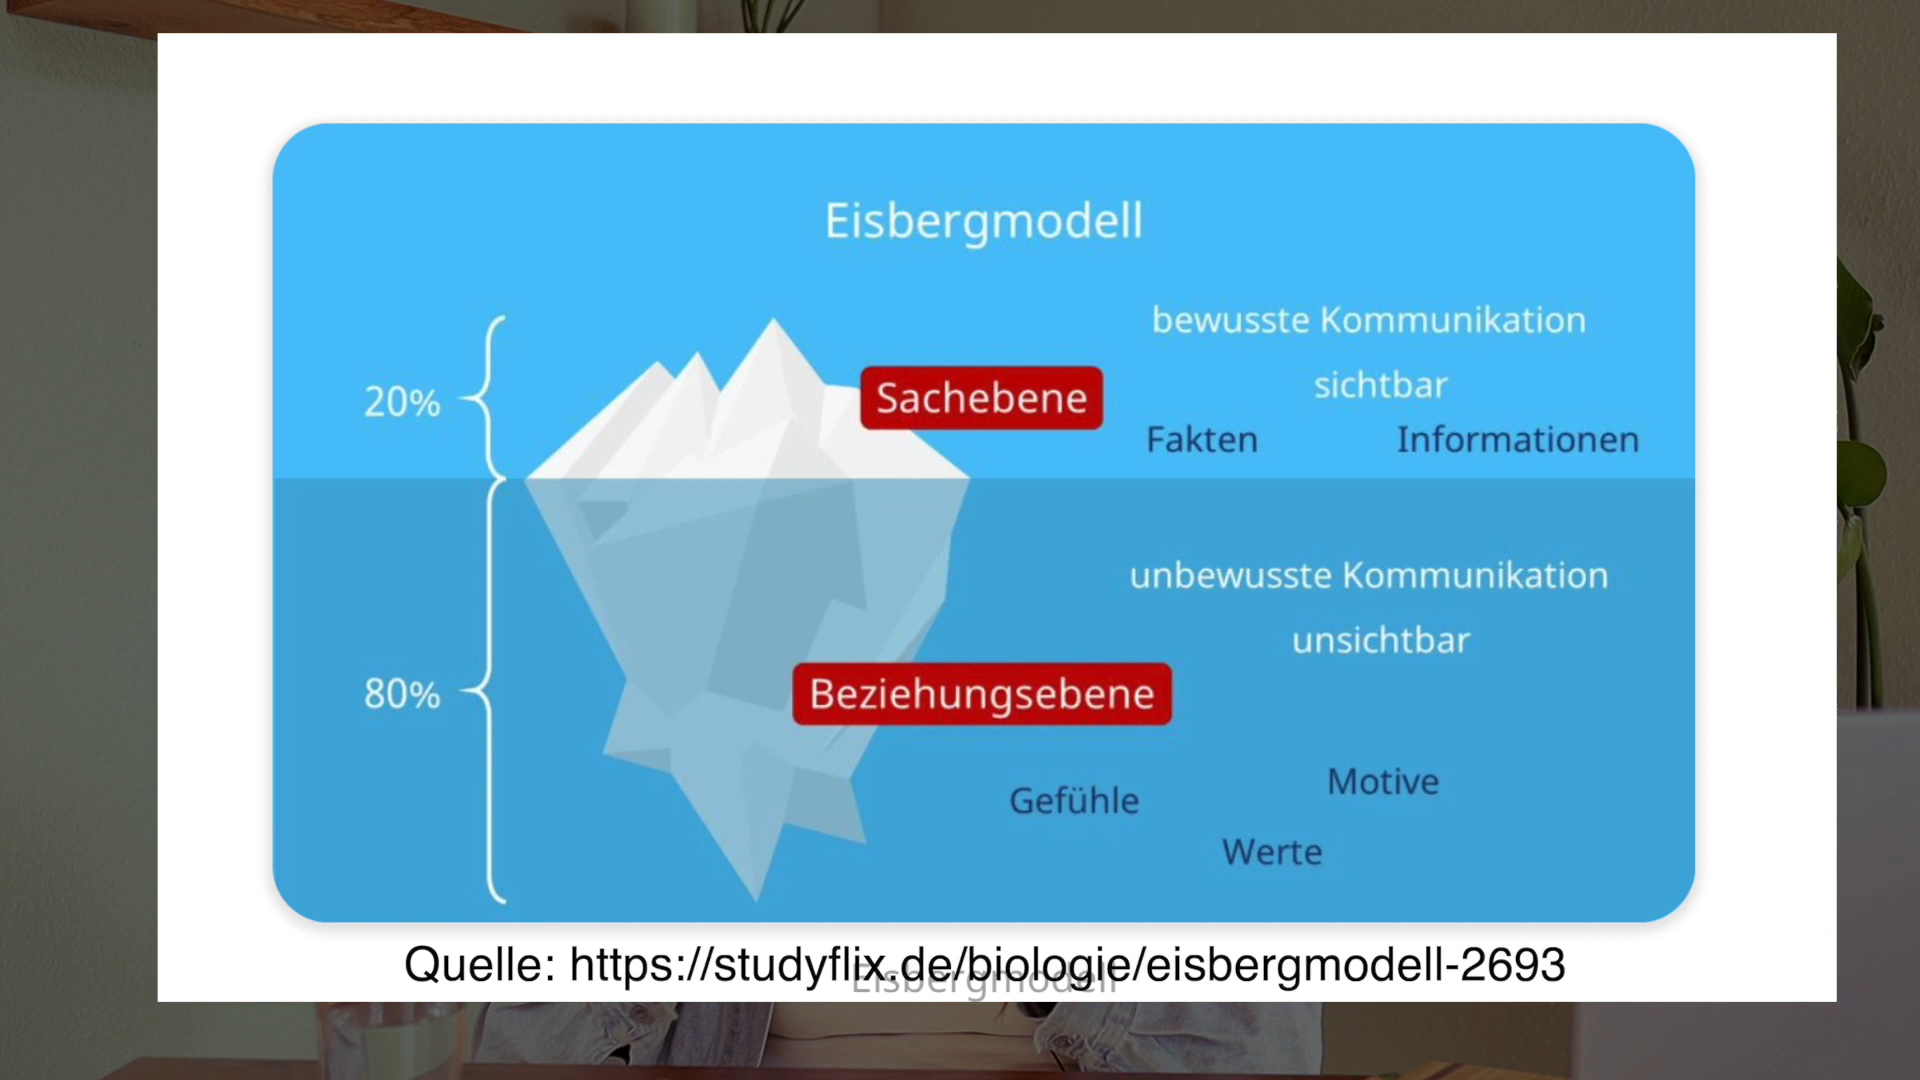 Eisbergmodell
bewusste Kommunikation
sichtbar
20%
Sachebene
Fakten Informationen
unbewusste Kommunikation
unsichtbar
80%
Beziehungsebene
Motive
Gefühle
Werte
Quelle: https://studyflix.de/biologie/eisbergmodell-2693
Eisbergmodell